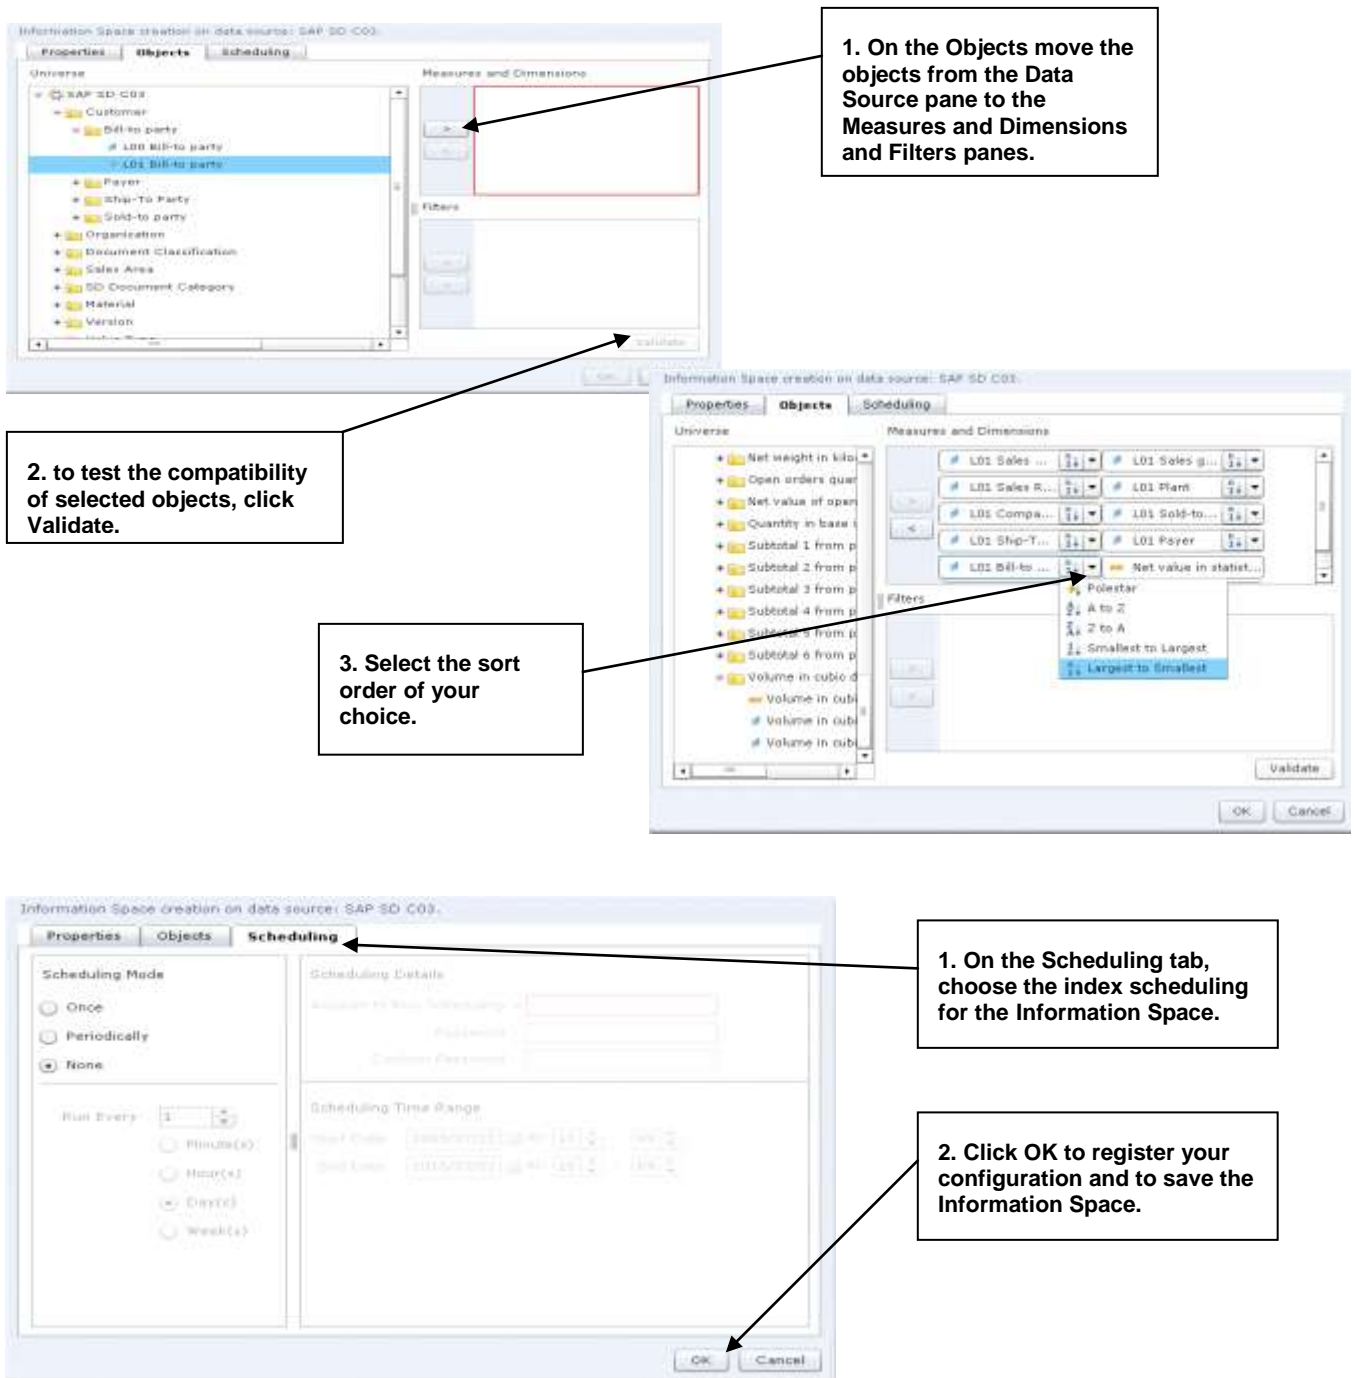 Information Space creation on data source: SAP SD C03.
Properties
Objects
Scheduling
Universe
Measures and Dimensions
SAP SD C03
Customer
Bill-to party
L00 Bill-to party
L01 Bill-to party
Payer
Ship-To Party
Sold-to party
Organization
Document Classification
Sales Area
SD Document Category
Material
Version
Value Type
Filters
Validate
OK
1. On the Objects move the
objects from the Data
Source pane to the
Measures and Dimensions
and Filters panes.
2. to test the compatibility
of selected objects, click
Validate.
3. Select the sort
order of your
choice.
Information Space creation on data source: SAP SD C03.
Properties
Objects
Scheduling
Universe
Measures and Dimensions
Net weight in kilo
Open orders quar
Net value of open
Quantity in base
Subtotal 1 from p
Subtotal 2 from p
Subtotal 3 from p
Subtotal 4 from p
Subtotal 5 from p
Subtotal 6 from p
Volume in cubic d
Volume in cubi
Volume in cubi
Volume in cubi
L01 Sales ...
L01 Sales g...
L01 Sales R...
L01 Plant
L01 Compa...
L01 Sold-to...
L01 Ship-T...
L01 Payer
L01 Bill-to ...
Net value in statist...
Polestar
A to Z
Z to A
Smallest to Largest
Largest to Smallest
Filters
Validate
OK
Cancel
Information Space creation on data source: SAP SD C03.
Properties
Objects
Scheduling
Scheduling Mode
Once
Periodically
None
Run Every
1
Minute(s)
Hour(s)
Day(s)
Week(s)
Scheduling Details
Password
Confirm Password
Scheduling Time Range
Start Date
End Date
OK
Cancel
1. On the Scheduling tab,
choose the index scheduling
for the Information Space.
2. Click OK to register your
configuration and to save the
Information Space.